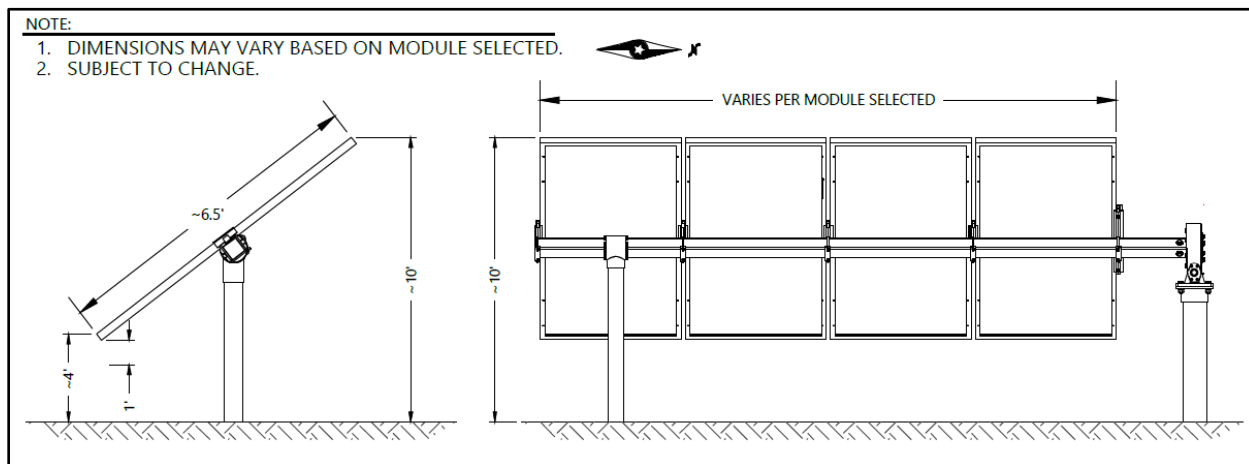 NOTE:
1. DIMENSIONS MAY VARY BASED ON MODULE SELECTED.
2. SUBJECT TO CHANGE.
N
VARIES PER MODULE SELECTED
~6.5'
~10'
~10'
~4'
1'